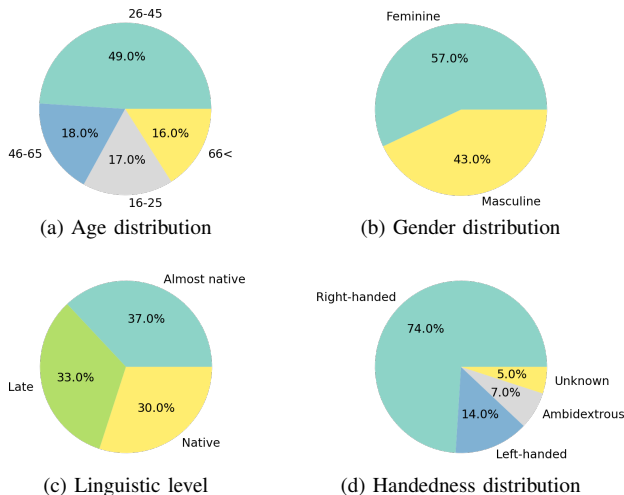 26-45
49.0%
46-65
18.0%
17.0%
16.0%
66<
16-25
(a) Age distribution
Feminine
57.0%
43.0%
Masculine
(b) Gender distribution
Almost native
37.0%
Late
33.0%
30.0%
Native
(c) Linguistic level
Right-handed
74.0%
5.0%
Unknown
7.0%
Ambidextrous
14.0%
Left-handed
(d) Handedness distribution